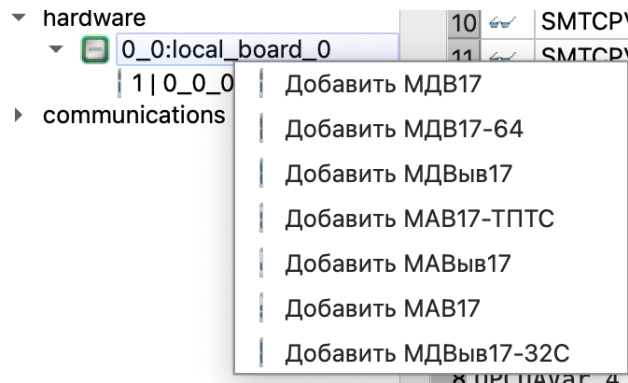 hardware
0_0:local_board_0
1 | 0_0_0
communications
10 SMTCPV
11 SMTCPV
Добавить МДВ17
Добавить МДВ17-64
Добавить МДВыв17
Добавить МАВ17-ТПТС
Добавить МАВыв17
Добавить МАВ17
Добавить МДВыв17-32С